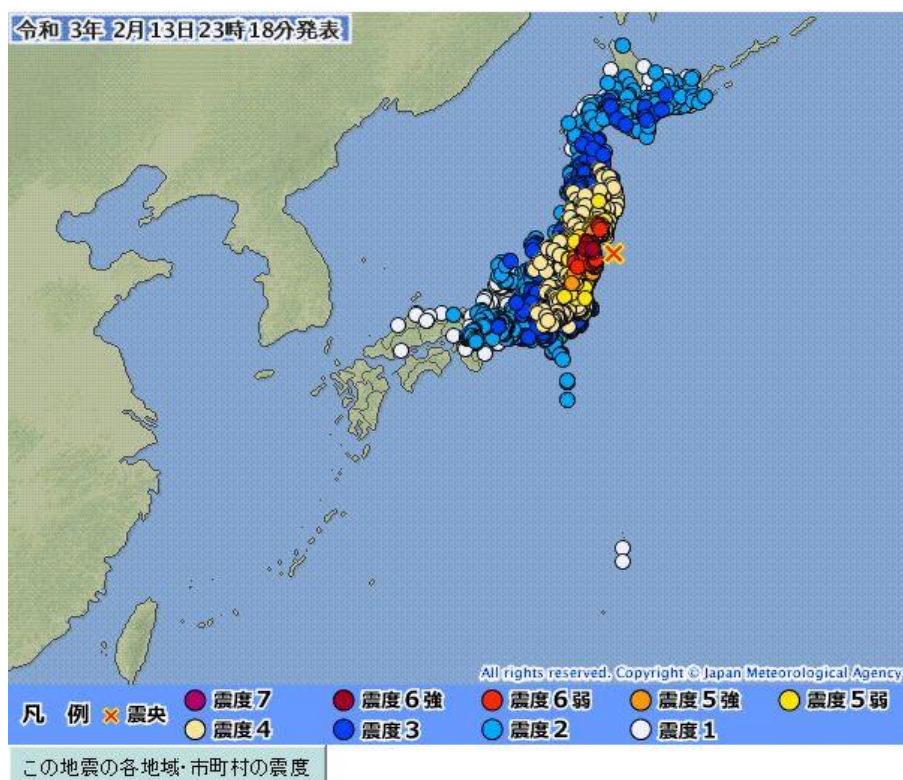 令和 3年 2月13日23時18分発表
All rights reserved. Copyright © Japan Meteorological Agency
凡 例 震央 震度7 震度6強 震度6弱 震度5強 震度5弱
震度4 震度3 震度2 震度1
この地震の各地域・市町村の震度